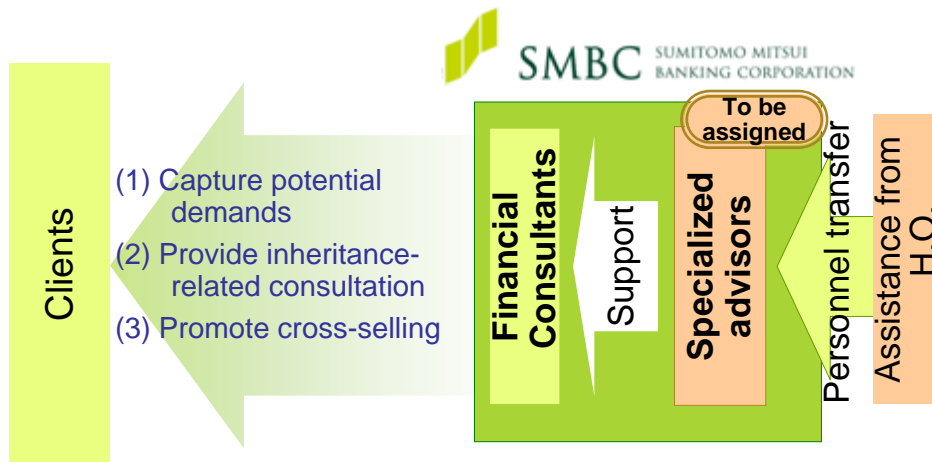 SMBC
SUMITOMO MITSUI
BANKING CORPORATION
To be
assigned
Clients
(1) Capture potential
demands
(2) Provide inheritance-
related consultation
(3) Promote cross-selling
Financial
Consultants
Support
Specialized
advisors
Personnel transfer
Assistance from
H.O.